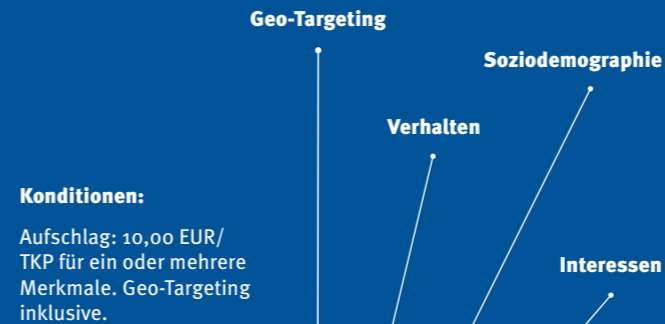 Geo-Targeting
Soziodemographie
Verhalten
Konditionen:
Aufschlag: 10,00 EUR/
TKP für ein oder mehrere
Merkmale. Geo-Targeting
inklusive.
Interessen